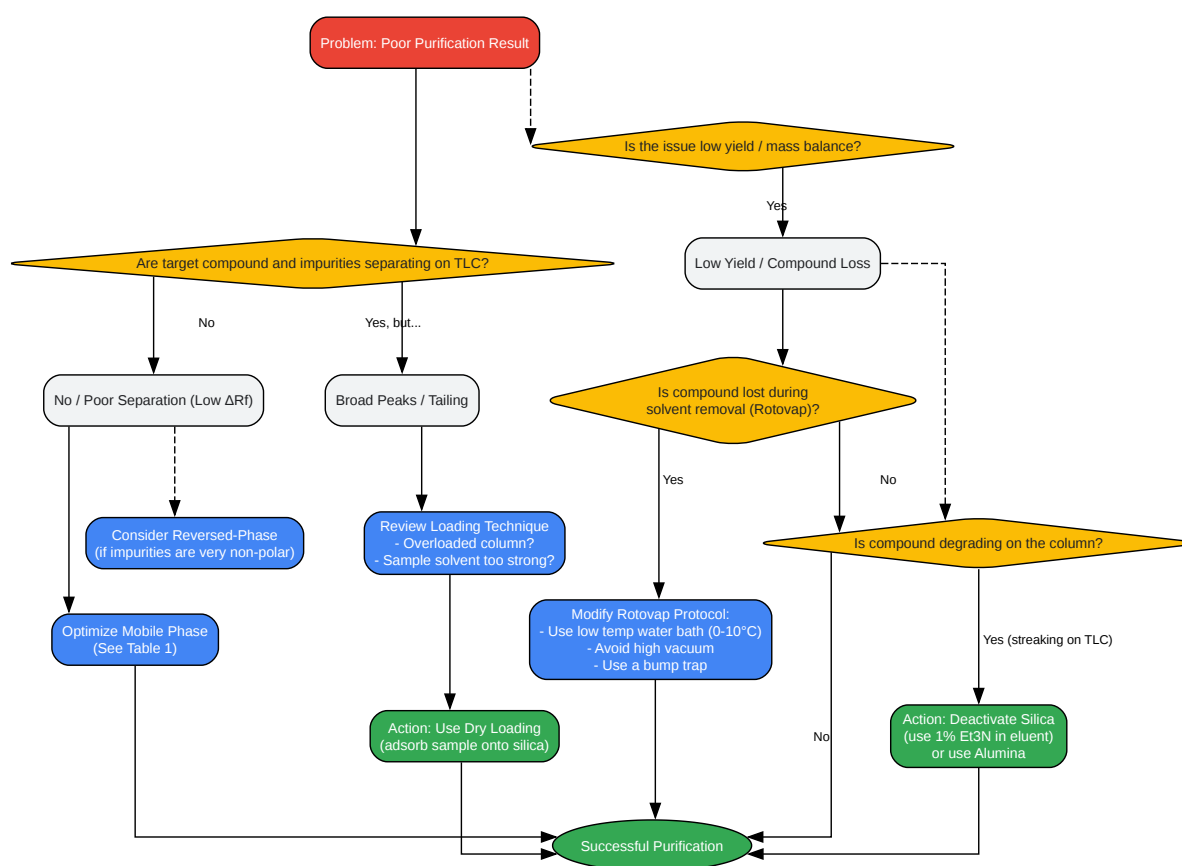 Problem: Poor Purification Result
Is the issue low yield / mass balance?
Yes
Are target compound and impurities separating on TLC?
Low Yield / Compound Loss
No
Yes, but...
No / Poor Separation (Low ΔRf)
Broad Peaks / Tailing
Is compound lost during
solvent removal (Rotovap)?
Yes
No
Consider Reversed-Phase
(if impurities are very non-polar)
Review Loading Technique
- Overloaded column?
- Sample solvent too strong?
Is compound degrading on the column?
Optimize Mobile Phase
(See Table 1)
Modify Rotovap Protocol:
- Use low temp water bath (0-10°C)
- Avoid high vacuum
- Use a bump trap
Yes (streaking on TLC)
Action: Use Dry Loading
(adsorb sample onto silica)
No
Action: Deactivate Silica
(use 1% Et3N in eluent)
or use Alumina
Successful Purification